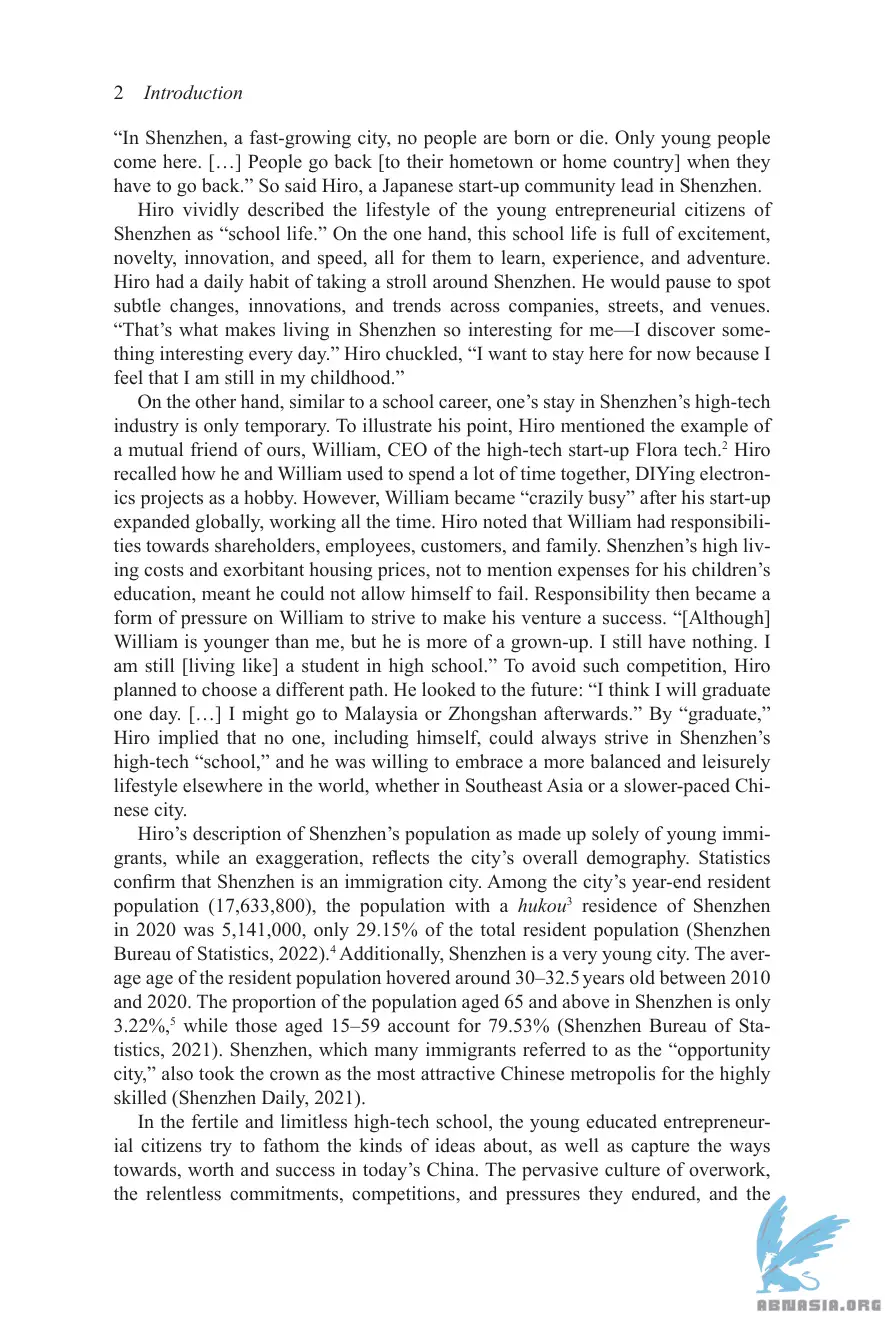 2 Introduction
“In Shenzhen, a fast-growing city, no people are born or die. Only young people
come here. […] People go back [to their hometown or home country] when they
have to go back.” So said Hiro, a Japanese start-up community lead in Shenzhen.
Hiro vividly described the lifestyle of the young entrepreneurial citizens of
Shenzhen as “school life.” On the one hand, this school life is full of excitement,
novelty, innovation, and speed, all for them to learn, experience, and adventure.
Hiro had a daily habit of taking a stroll around Shenzhen. He would pause to spot
subtle changes, innovations, and trends across companies, streets, and venues.
“That’s what makes living in Shenzhen so interesting for me—I discover some-
thing interesting every day.” Hiro chuckled, “I want to stay here for now because I
feel that I am still in my childhood.”
On the other hand, similar to a school career, one’s stay in Shenzhen’s high-tech
industry is only temporary. To illustrate his point, Hiro mentioned the example of
a mutual friend of ours, William, CEO of the high-tech start-up Flora tech.² Hiro
recalled how he and William used to spend a lot of time together, DIYing electron-
ics projects as a hobby. However, William became “crazily busy” after his start-up
expanded globally, working all the time. Hiro noted that William had responsibili-
ties towards shareholders, employees, customers, and family. Shenzhen’s high liv-
ing costs and exorbitant housing prices, not to mention expenses for his children’s
education, meant he could not allow himself to fail. Responsibility then became a
form of pressure on William to strive to make his venture a success. “[Although]
William is younger than me, but he is more of a grown-up. I still have nothing. I
am still [living like] a student in high school.” To avoid such competition, Hiro
planned to choose a different path. He looked to the future: “I think I will graduate
one day. […] I might go to Malaysia or Zhongshan afterwards.” By “graduate,”
Hiro implied that no one, including himself, could always strive in Shenzhen’s
high-tech “school,” and he was willing to embrace a more balanced and leisurely
lifestyle elsewhere in the world, whether in Southeast Asia or a slower-paced Chi-
nese city.
Hiro’s description of Shenzhen’s population as made up solely of young immi-
grants, while an exaggeration, reflects the city’s overall demography. Statistics
confirm that Shenzhen is an immigration city. Among the city’s year-end resident
population (17,633,800), the population with a hukou³ residence of Shenzhen
in 2020 was 5,141,000, only 29.15% of the total resident population (Shenzhen
Bureau of Statistics, 2022).⁴ Additionally, Shenzhen is a very young city. The aver-
age age of the resident population hovered around 30–32.5 years old between 2010
and 2020. The proportion of the population aged 65 and above in Shenzhen is only
3.22%,⁵ while those aged 15–59 account for 79.53% (Shenzhen Bureau of Sta-
tistics, 2021). Shenzhen, which many immigrants referred to as the “opportunity
city,” also took the crown as the most attractive Chinese metropolis for the highly
skilled (Shenzhen Daily, 2021).
In the fertile and limitless high-tech school, the young educated entrepreneur-
ial citizens try to fathom the kinds of ideas about, as well as capture the ways
towards, worth and success in today’s China. The pervasive culture of overwork,
the relentless commitments, competitions, and pressures they endured, and the
ABNASIA.ORG